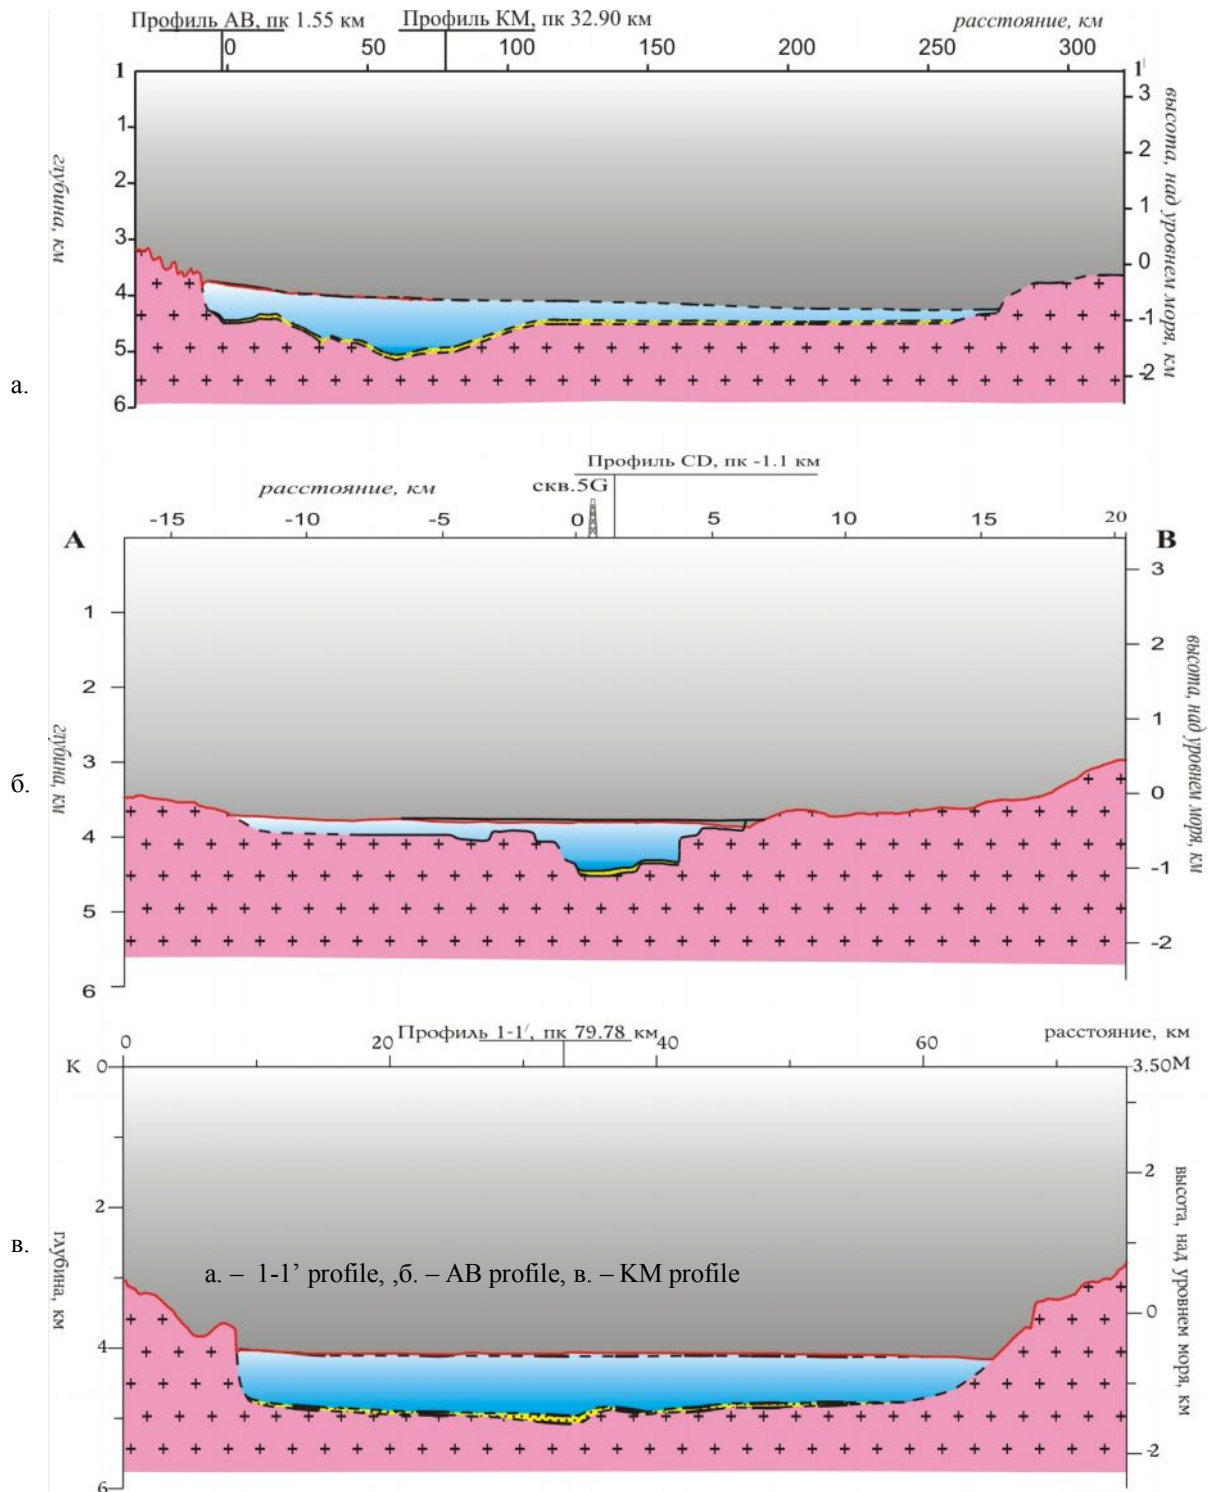 Профиль АВ, пк 1.55 км Профиль КМ, пк 32.90 км расстояние, км
0 50 100 150 200 250 300
1 1'
1
2
3
4
5
6
глубина, км
3
2
1
0
-1
-2
высота, над уровнем моря, км
а.
Профиль CD, пк -1.1 км
расстояние, км скв.5G
-15 -10 -5 0 5 10 15 20
А В
1
2
3
4
5
6
глубина, км
3
2
1
0
-1
-2
высота, над уровнем моря, км
б.
Профиль 1-1', пк 79.78 км расстояние, км
0 20 40 60
К 0 3.50М
2
4
6
глубина, км
2
0
-2
высота, над уровнем моря, км
в.
а. – 1-1’ profile, ,б. – AB profile, в. – KM profile